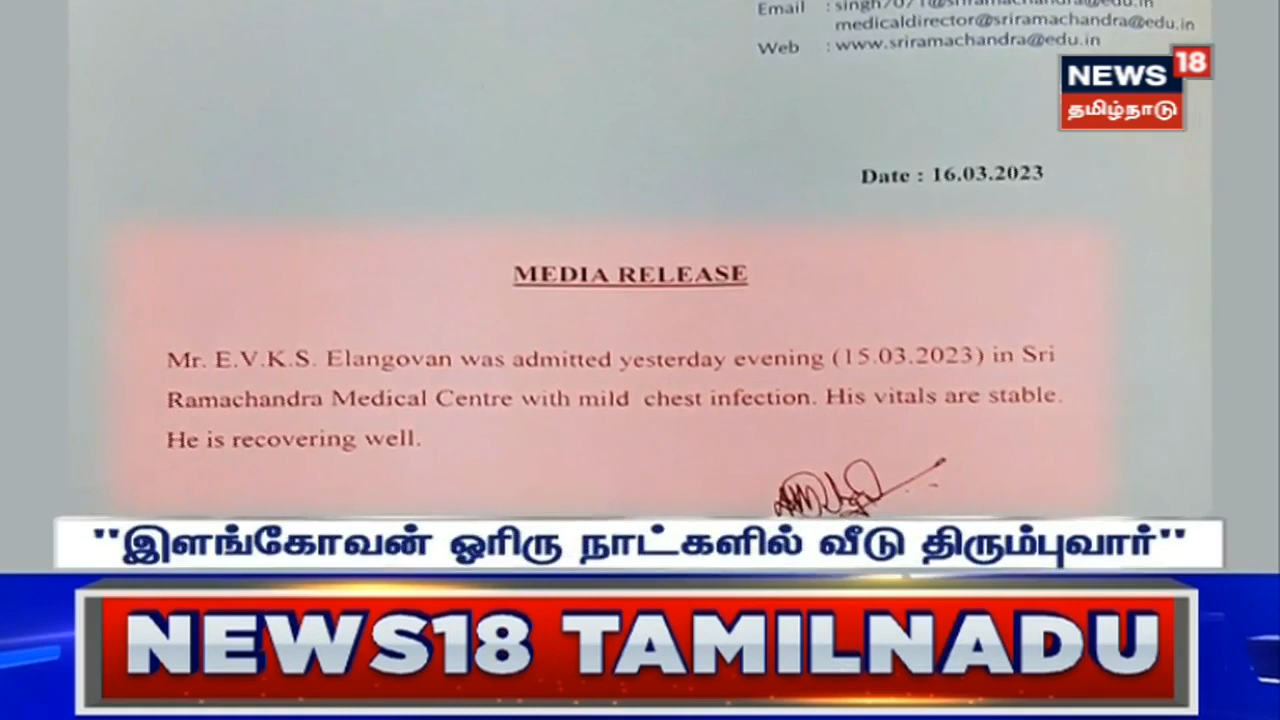 Email :
medicaldirector@sriramachandra@edu.in
Web : www.sriramachandra@edu.in
NEWS 18
தமிழ்நாடு
Date : 16.03.2023
MEDIA RELEASE
Mr. E.V.K.S. Elangovan was admitted yesterday evening (15.03.2023) in Sri
Ramachandra Medical Centre with mild chest infection. His vitals are stable.
He is recovering well.
"இளங்கோவன் ஓரிரு நாட்களில் வீடு திரும்புவார்"
NEWS18 TAMILNADU